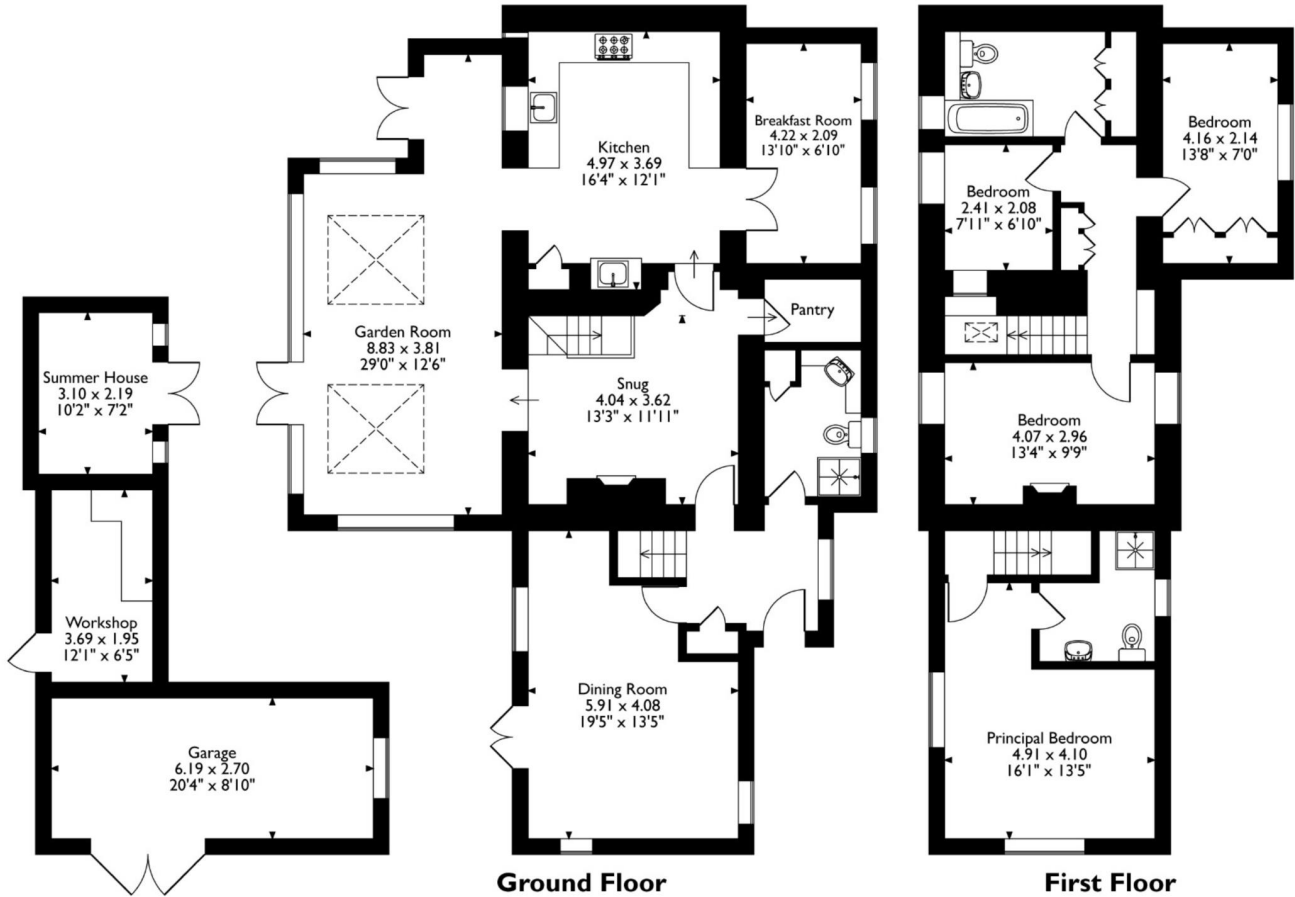 Kitchen
4.97 x 3.69
16'4" x 12'1"
Breakfast Room
4.22 x 2.09
13'10" x 6'10"
Garden Room
8.83 x 3.81
29'0" x 12'6"
Snug
4.04 x 3.62
13'3" x 11'11"
Pantry
Summer House
3.10 x 2.19
10'2" x 7'2"
Workshop
3.69 x 1.95
12'1" x 6'5"
Garage
6.19 x 2.70
20'4" x 8'10"
Dining Room
5.91 x 4.08
19'5" x 13'5"
Ground Floor
Bedroom
4.16 x 2.14
13'8" x 7'0"
Bedroom
2.41 x 2.08
7'11" x 6'10"
Bedroom
4.07 x 2.96
13'4" x 9'9"
Principal Bedroom
4.91 x 4.10
16'1" x 13'5"
First Floor